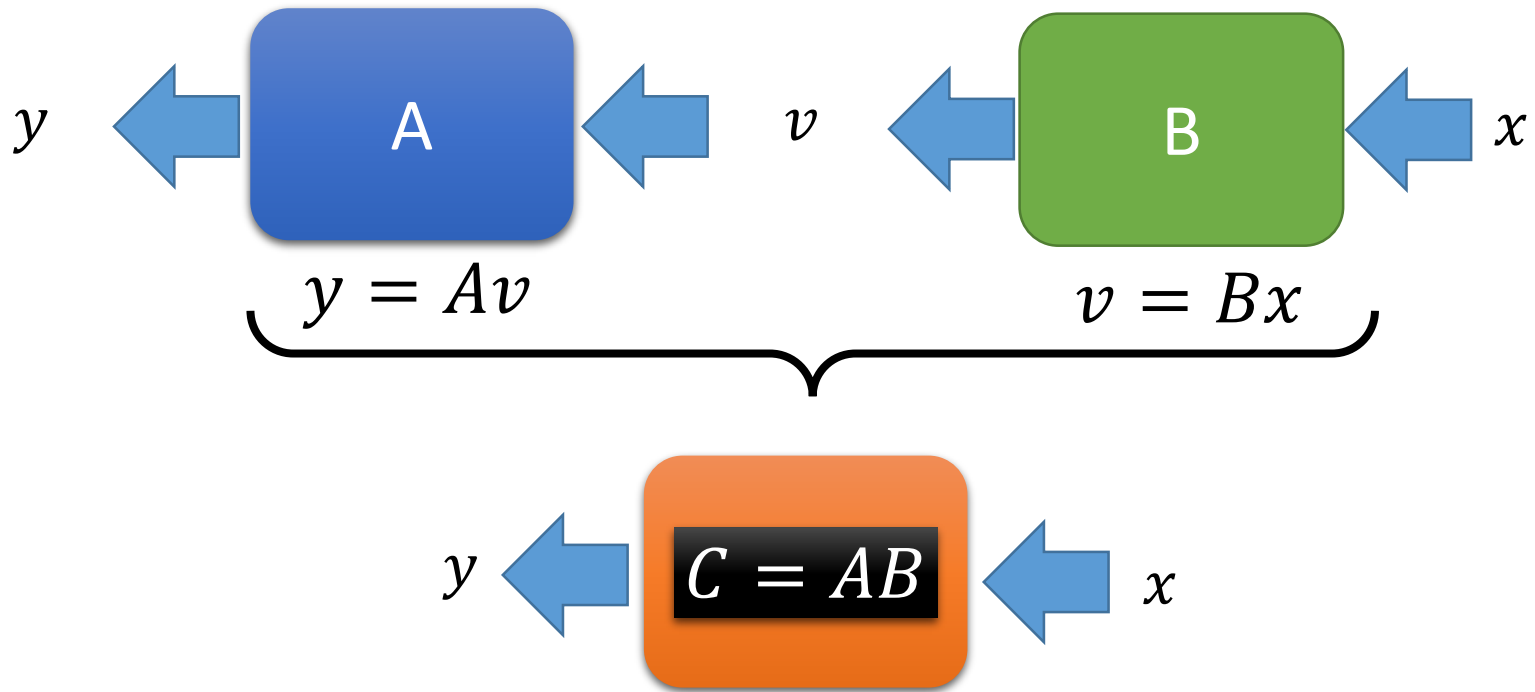 y A v B x
y = Av v = Bx
y C = AB x